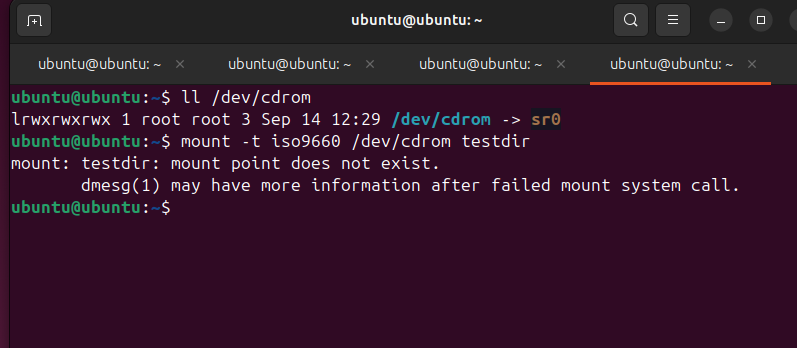 ubuntu@ubuntu: ~
ubuntu@ubuntu: ~ × ubuntu@ubuntu: ~ × ubuntu@ubuntu: ~ × ubuntu@ubuntu: ~ ×
ubuntu@ubuntu:~$ ll /dev/cdrom
lrwxrwxrwx 1 root root 3 Sep 14 12:29 /dev/cdrom -> sr0
ubuntu@ubuntu:~$ mount -t iso9660 /dev/cdrom testdir
mount: testdir: mount point does not exist.
       dmesg(1) may have more information after failed mount system call.
ubuntu@ubuntu:~$